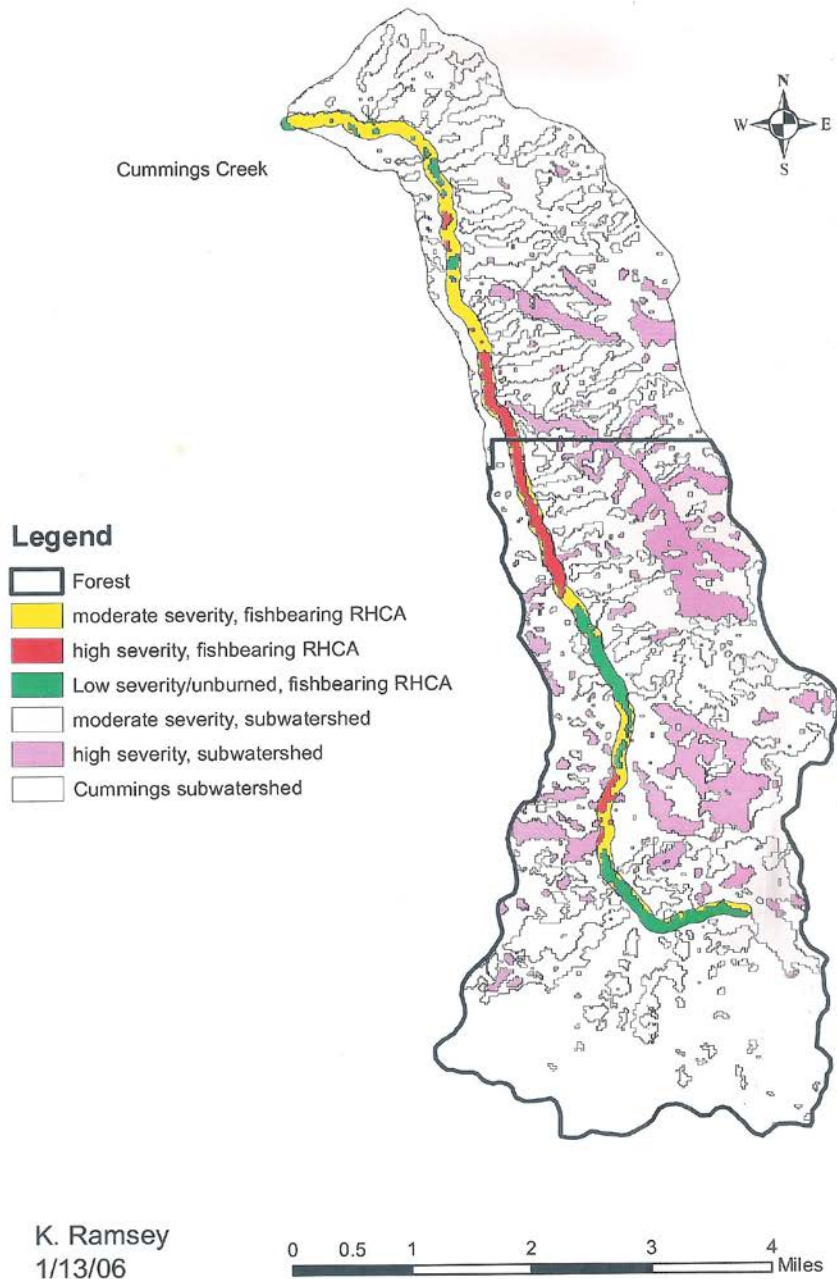 N
W E
S
Cummings Creek
Legend
Forest
moderate severity, fishbearing RHCA
high severity, fishbearing RHCA
Low severity/unburned, fishbearing RHCA
moderate severity, subwatershed
high severity, subwatershed
Cummings subwatershed
K. Ramsey
1/13/06
0 0.5 1 2 3 4
Miles